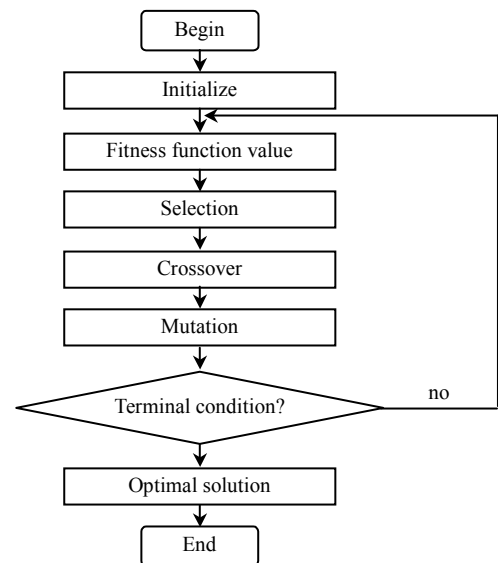 Begin
Initialize
Fitness function value
Selection
Crossover
Mutation
Terminal condition?
no
Optimal solution
End